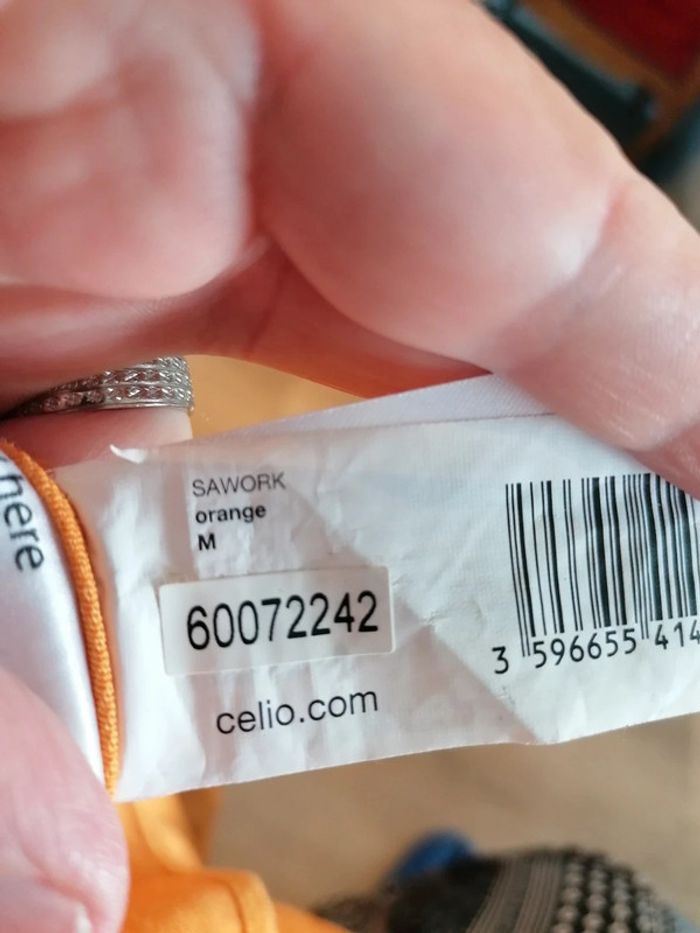 here
SAWORK
orange
M
60072242
celio.com
3 596655 414